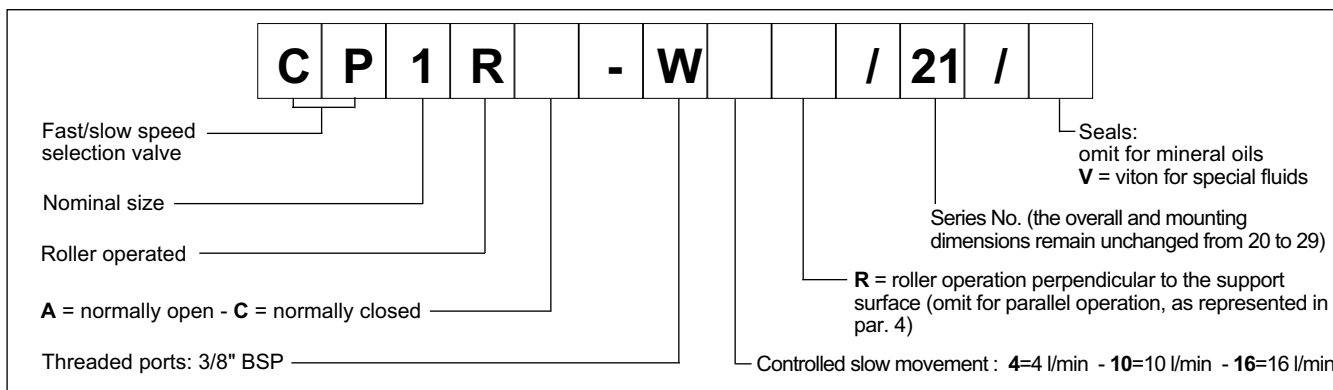 C P 1 R - W / 21 /
Fast/slow speed
selection valve
Nominal size
Roller operated
A = normally open - C = normally closed
Threaded ports: 3/8" BSP
Seals:
omit for mineral oils
V = viton for special fluids
Series No. (the overall and mounting
dimensions remain unchanged from 20 to 29)
R = roller operation perpendicular to the support
surface (omit for parallel operation, as represented in
par. 4)
Controlled slow movement : 4=4 l/min - 10=10 l/min - 16=16 l/min